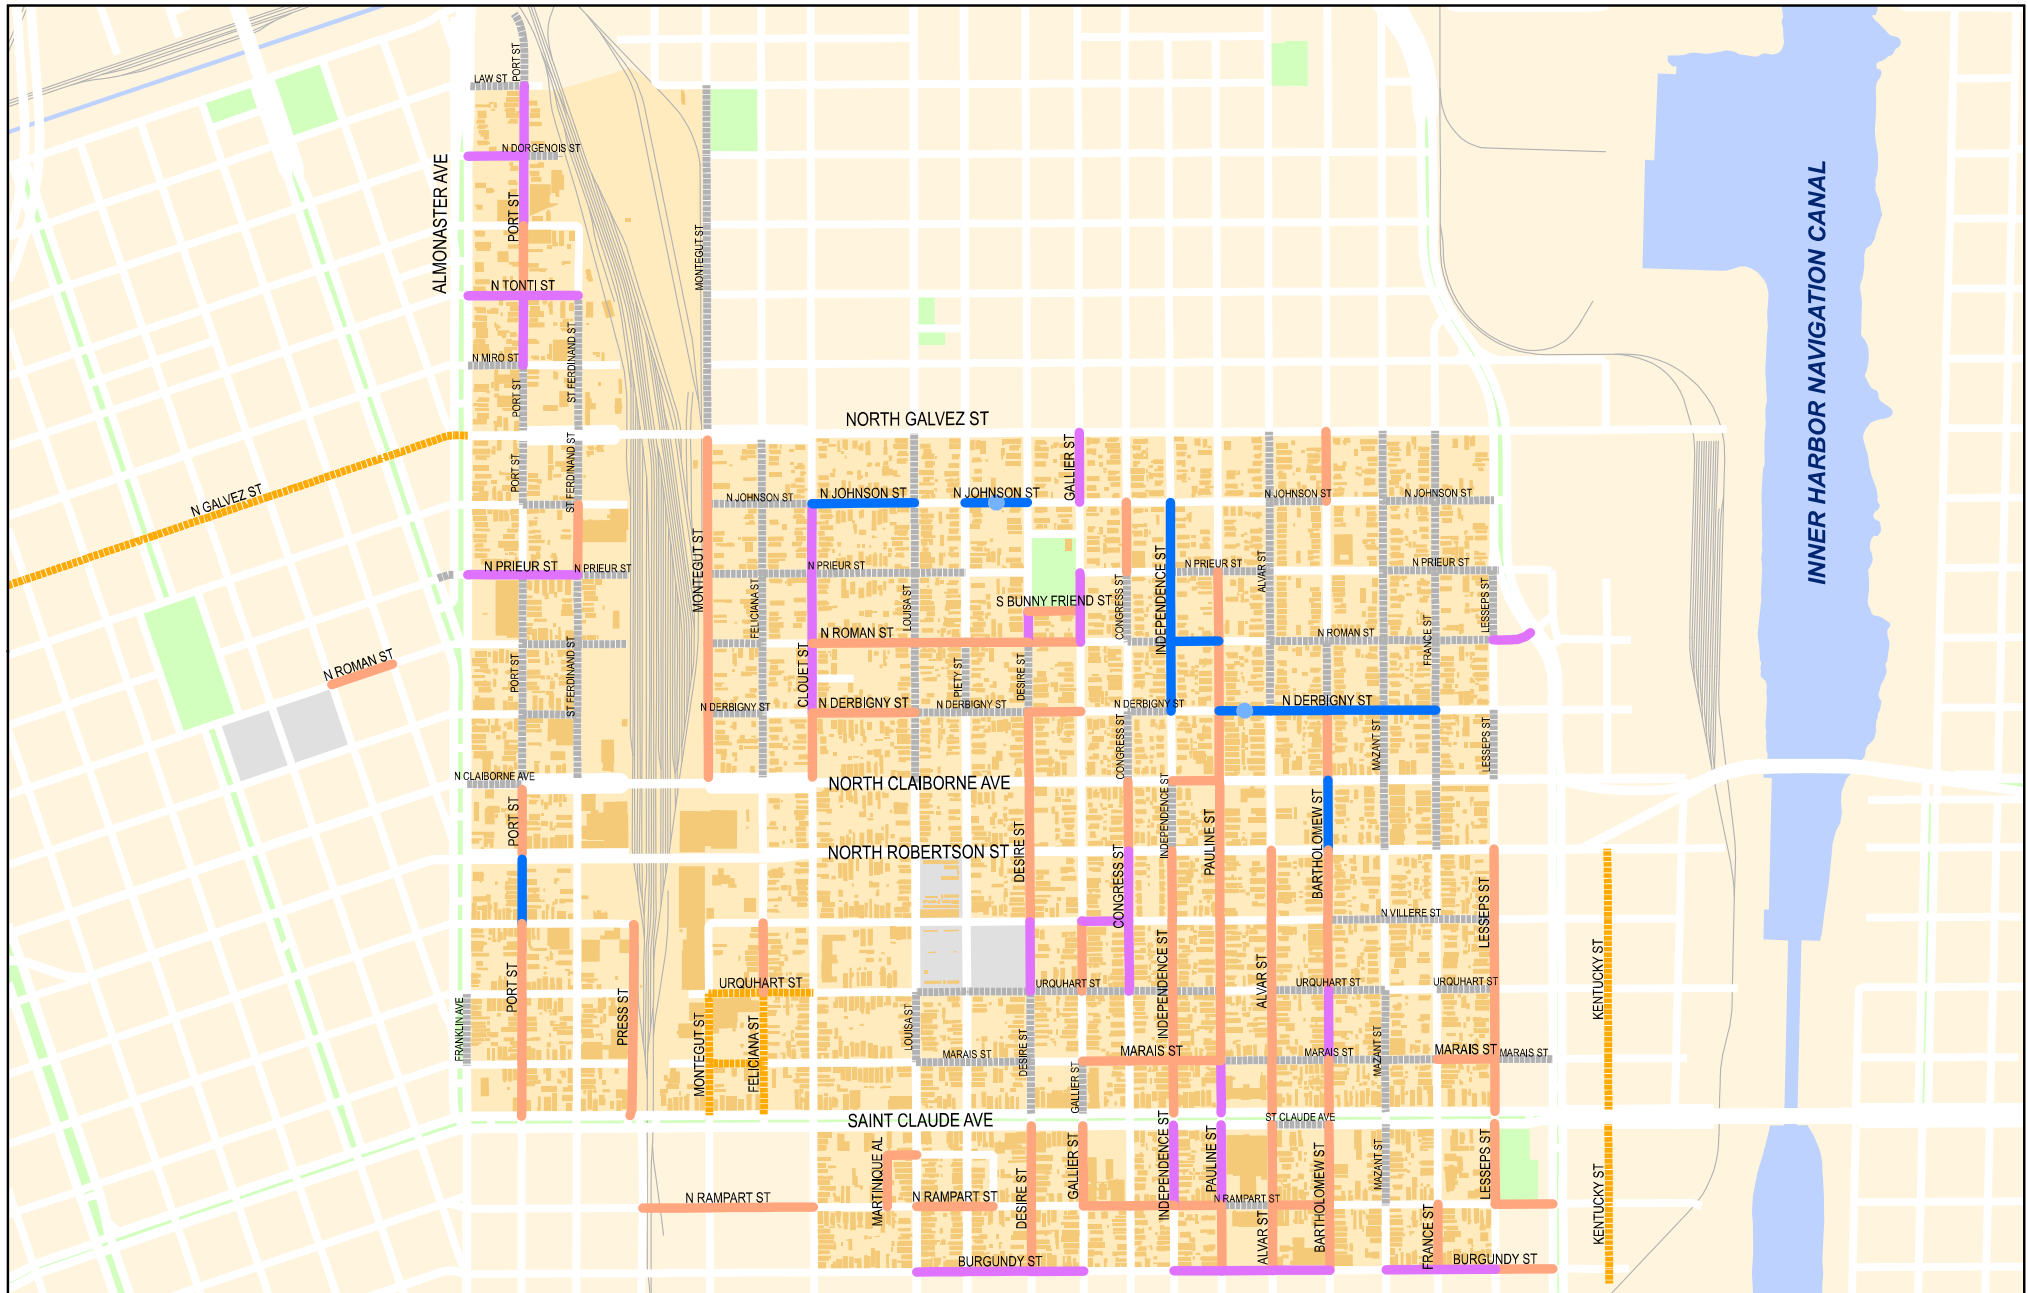 PORT ST
LAW ST
N DORGENOIS ST
ALMONASTER AVE
PORT ST
MONTEGUT ST
N TONTI ST
ST FERDINAND ST
N MIRO ST
PORT ST
INNER HARBOR NAVIGATION CANAL
NORTH GALVEZ ST
GALLIER ST
PORT ST
ST FERDINAND ST
N GALVEZ ST
N JOHNSON ST
N JOHNSON ST
N JOHNSON ST
N JOHNSON ST
N JOHNSON ST
MONTEGUT ST
N PRIEUR ST
N PRIEUR ST
N PRIEUR ST
N PRIEUR ST
N PRIEUR ST
ALVAR ST
FELICIANA ST
LOUISA ST
S BUNNY FRIEND ST
CONGRESS ST
INDEPENDENCE ST
LESSEPS ST
N ROMAN ST
N ROMAN ST
N ROMAN ST
FRANCE ST
PORT ST
ST FERDINAND ST
CLOUET ST
PIETY ST
DESIRE ST
N DERBIGNY ST
N DERBIGNY ST
N DERBIGNY ST
N DERBIGNY ST
N DERBIGNY ST
CONGRESS ST
MAZANT ST
LESSEPS ST
N CLAIBORNE AVE
NORTH CLAIBORNE AVE
PORT ST
DESIRE ST
INDEPENDENCE ST
PAULINE ST
BARTHOLOMEW ST
NORTH ROBERTSON ST
CONGRESS ST
N VILLERE ST
LESSEPS ST
KENTUCKY ST
PORT ST
URQUHART ST
URQUHART ST
URQUHART ST
URQUHART ST
INDEPENDENCE ST
ALVAR ST
FRANKLIN AVE
PRESS ST
MONTEGUT ST
FELICIANA ST
LOUISA ST
MARAIS ST
DESIRE ST
MARAIS ST
MARAIS ST
MAZANT ST
MARAIS ST
MARAIS ST
GALLIER ST
SAINT CLAUDE AVE
ST CLAUDE AVE
MARTINIQUE AL
DESIRE ST
GALLIER ST
INDEPENDENCE ST
PAULINE ST
BARTHOLOMEW ST
MAZANT ST
LESSEPS ST
KENTUCKY ST
N RAMPART ST
N RAMPART ST
N RAMPART ST
ALVAR ST
FRANCE ST
BURGUNDY ST
BURGUNDY ST